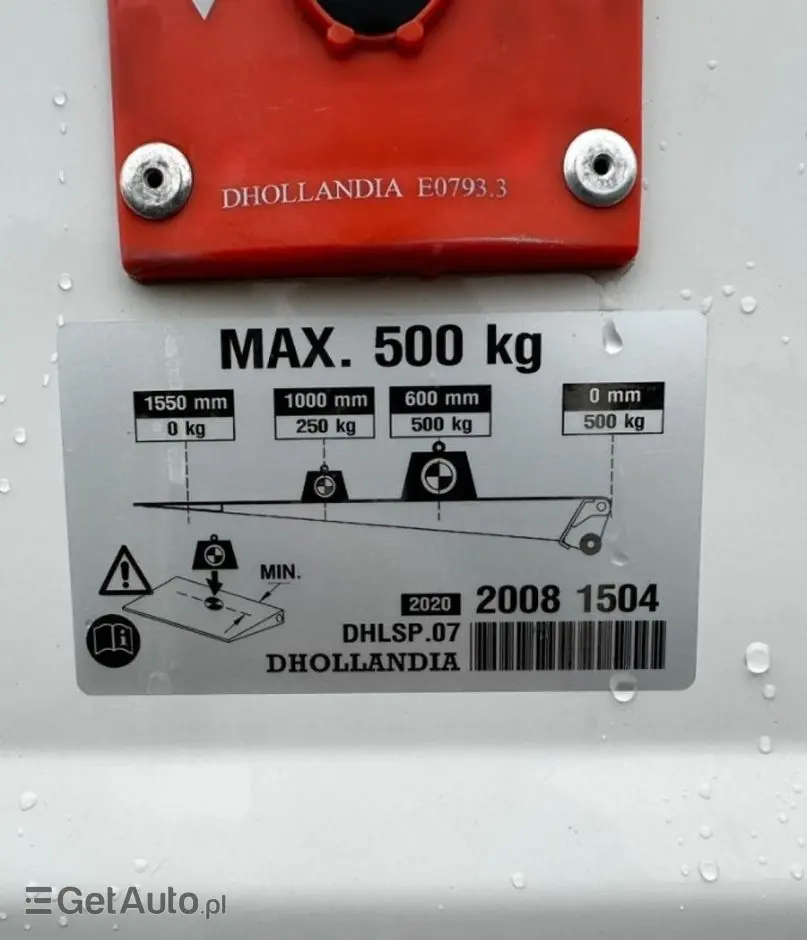 DHOLLANDIA E0793.3
MAX. 500 kg
1550 mm 1000 mm 600 mm 0 mm
0 kg 250 kg 500 kg 500 kg
MIN.
2020 2008 1504
DHLSP.07
DHOLLANDIA
GetAuto.pl